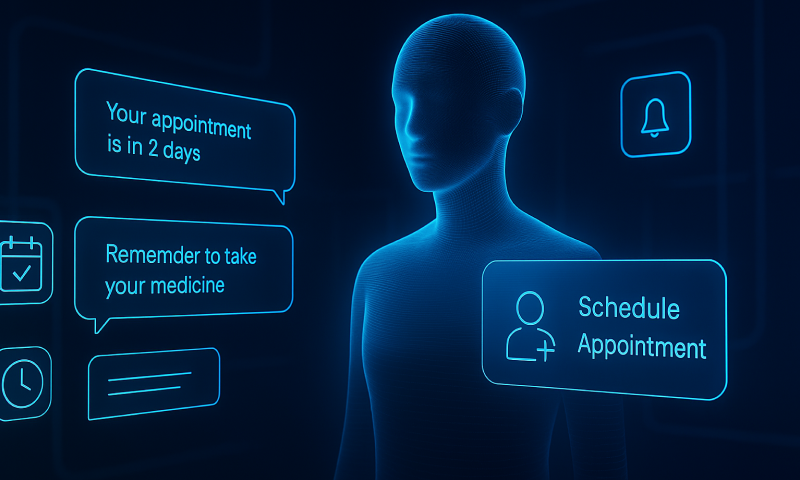 Your appointment
is in 2 days
Rememder to take
your medicine
Schedule
Appointment